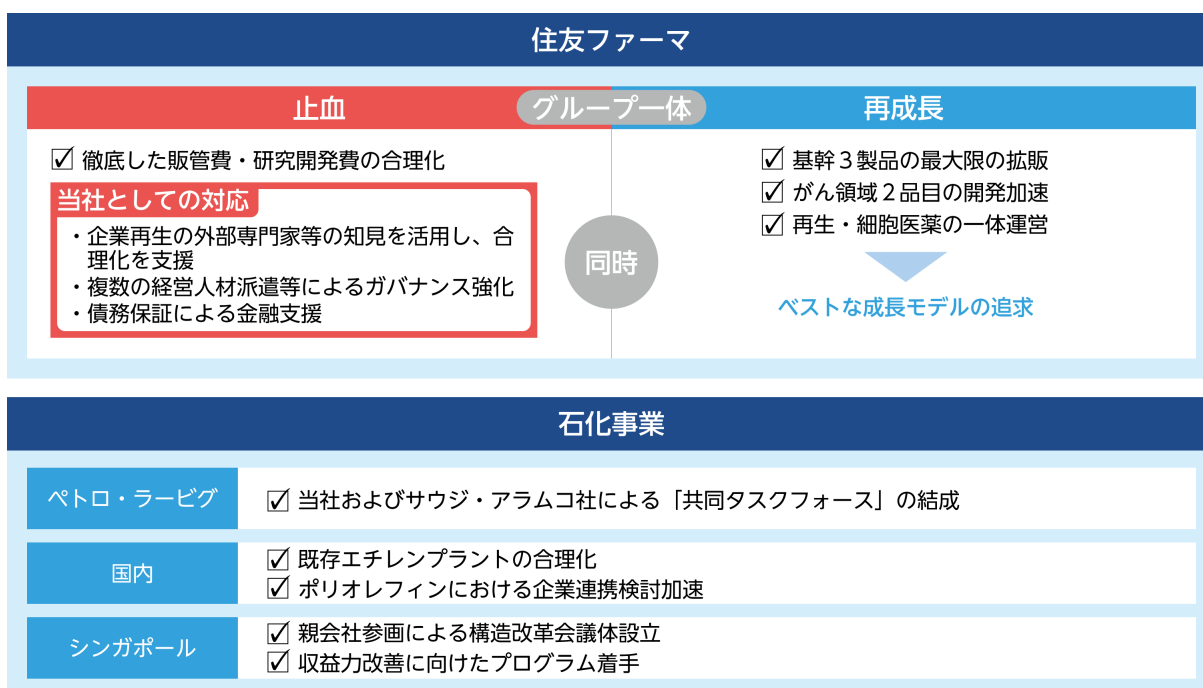 住友ファーマ
止血
グループ一体
再成長
☑ 徹底した販管費・研究開発費の合理化
当社としての対応
・企業再生の外部専門家等の知見を活用し、合
理化を支援
・複数の経営人材派遣等によるガバナンス強化
・債務保証による金融支援
同時
☑ 基幹３製品の最大限の拡販
☑ がん領域２品目の開発加速
☑ 再生・細胞医薬の一体運営
ベストな成長モデルの追求
石化事業
ペトロ・ラービグ
☑ 当社およびサウジ・アラムコ社による「共同タスクフォース」の結成
国内
☑ 既存エチレンプラントの合理化
☑ ポリオレフィンにおける企業連携検討加速
シンガポール
☑ 親会社参画による構造改革会議体設立
☑ 収益力改善に向けたプログラム着手